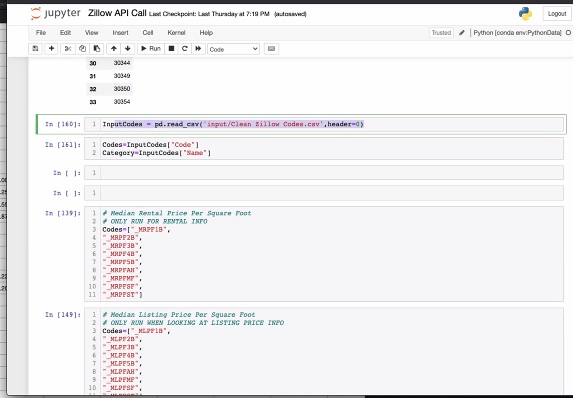 jupyter Zillow API Call Last Checkpoint: Last Thursday at 7:19 PM (autosaved)
Logout
File Edit View Insert Cell Kernel Help
Trusted Python [conda env:PythonData]
Run Code
30 30344
31 30349
32 30350
33 30354
In [160]: 1 InputCodes = pd.read_csv('input/Clean Zillow Codes.csv',header=0)
In [161]: 1 Codes=InputCodes["Code"]
2 Category=InputCodes["Name"]
In [ ]: 1
In [ ]: 1
In [139]: 1 # Median Rental Price Per Square Foot
2 # ONLY RUN FOR RENTAL INFO
3 Codes=["_MRPF1B",
4 "_MRPF2B",
5 "_MRPF3B",
6 "_MRPF4B",
7 "_MRPF5B",
8 "_MRPFAH",
9 "_MRPFMF",
10 "_MRPFSF",
11 "_MRPFST"]
In [149]: 1 # Median Listing Price Per Square Foot
2 # ONLY RUN WHEN LOOKING AT LISTING PRICE INFO
3 Codes=["_MLPF1B",
4 "_MLPF2B",
5 "_MLPF3B",
6 "_MLPF4B",
7 "_MLPF5B",
8 "_MLPFAH",
9 "_MLPFMF",
10 "_MLPFSF",